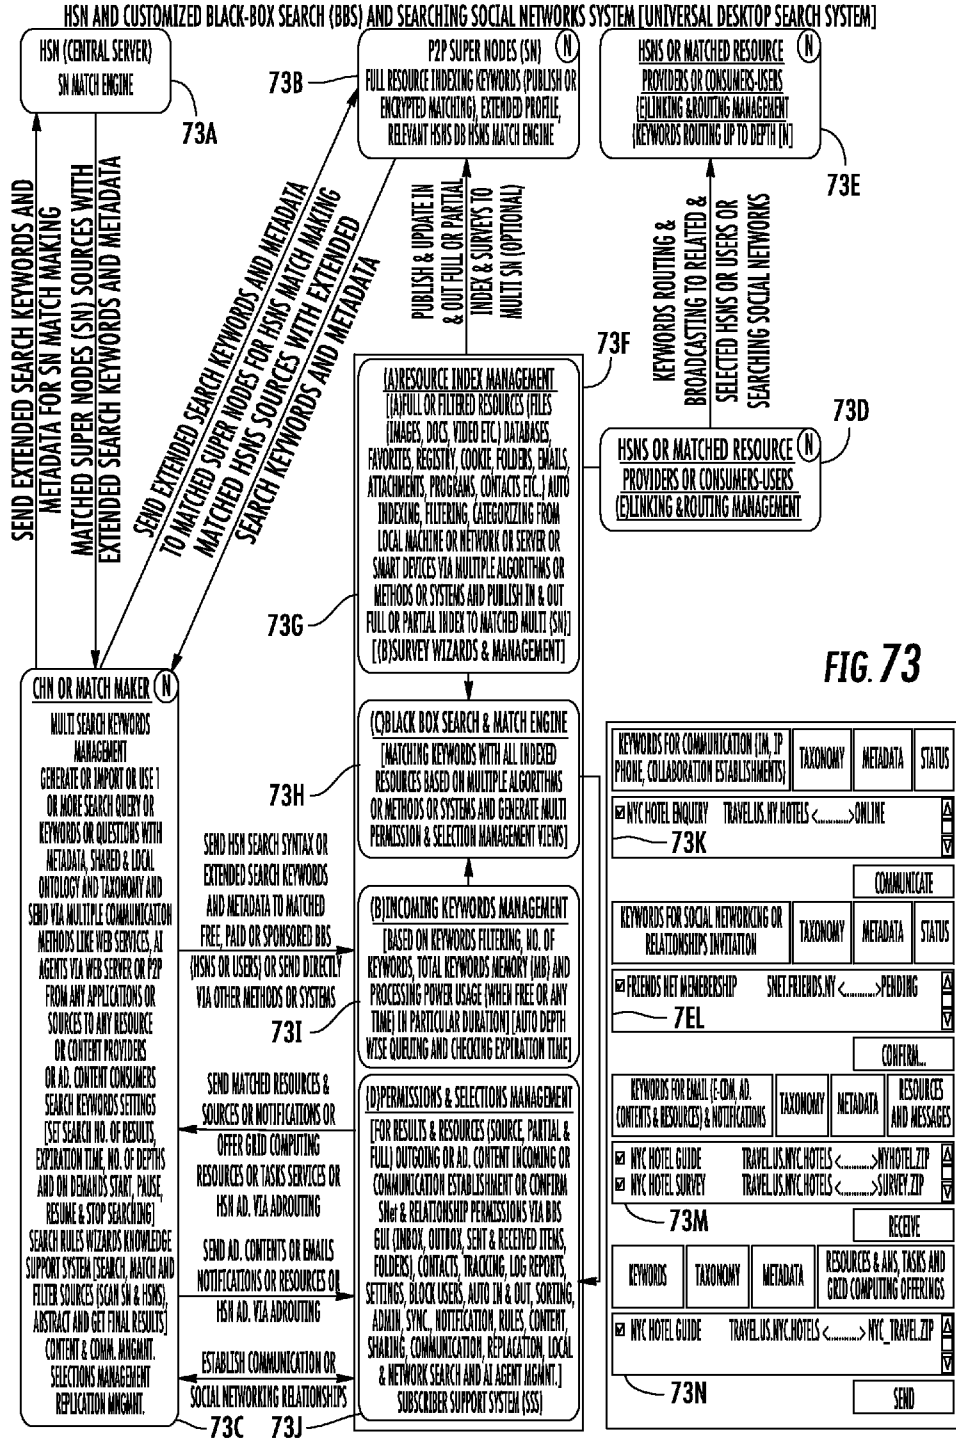 HSN AND CUSTOMIZED BLACK-BOX SEARCH (BBS) AND SEARCHING SOCIAL NETWORKS SYSTEM [UNIVERSAL DESKTOP SEARCH SYSTEM]
HSN (CENTRAL SERVER)
SN MATCH ENGINE
73A
73B
P2P SUPER NODES (SN)
N
FULL RESOURCE INDEXING KEYWORDS (PUBLISH OR
ENCRYPTED MATCHING), EXTENDED PROFILE,
RELEVANT HSNS DB HSNS MATCH ENGINE
HSNS OR MATCHED RESOURCE
N
PROVIDERS OR CONSUMERS-USERS
(E)LINKING &ROUTING MANAGEMENT
(KEYWORDS ROUTING UP TO DEPTH [N]
73E
SEND EXTENDED SEARCH KEYWORDS AND
METADATA FOR SN MATCH MAKING
MATCHED SUPER NODES (SN) SOURCES WITH
EXTENDED SEARCH KEYWORDS AND METADATA
SEND EXTENDED SEARCH KEYWORDS AND METADATA
TO MATCHED SUPER NODES FOR HSNS MATCH MAKING
MATCHED HSNS SOURCES WITH EXTENDED
SEARCH KEYWORDS AND METADATA
PUBLISH & UPDATE IN
& OUT FULL OR PARTIAL
INDEX & SURVEYS TO
MULTI SN (OPTIONAL)
KEYWORDS ROUTING &
BROADCASTING TO RELATED &
SELECTED HSNS OR USERS OR
SEARCHING SOCIAL NETWORKS
73F
73D
HSNS OR MATCHED RESOURCE
N
PROVIDERS OR CONSUMERS-USERS
(E)LINKING &ROUTING MANAGEMENT
(A)RESOURCE INDEX MANAGEMENT
[(A)FULL OR FILTERED RESOURCES (FILES
(IMAGES, DOCS, VIDEO ETC.) DATABASES,
FAVORITES, REGISTRY, COOKIE, FOLDERS, EMAILS,
ATTACHMENTS, PROGRAMS, CONTACTS ETC..) AUTO
INDEXING, FILTERING, CATEGORIZING FROM
LOCAL MACHINE OR NETWORK OR SERVER OR
SMART DEVICES VIA MULTIPLE ALGORITHMS OR
METHODS OR SYSTEMS AND PUBLISH IN & OUT
FULL OR PARTIAL INDEX TO MATCHED MULTI (SN)]
[(B)SURVEY WIZARDS & MANAGEMENT]
73G
FIG. 73
CHN OR MATCH MAKER
N
MULTI SEARCH KEYWORDS
MANAGEMENT
GENERATE OR IMPORT OR USE 1
OR MORE SEARCH QUERY OR
KEYWORDS OR QUESTIONS WITH
METADATA, SHARED & LOCAL
ONTOLOGY AND TAXONOMY AND
SEND VIA MULTIPLE COMMUNICATION
METHODS LIKE WEB SERVICES, AI
AGENTS VIA WEB SERVER OR P2P
FROM ANY APPLICATIONS OR
SOURCES TO ANY RESOURCE
OR CONTENT PROVIDERS
OR AD. CONTENT CONSUMERS
SEARCH KEYWORDS SETTINGS
[SET SEARCH NO. OF RESULTS,
EXPIRATION TIME, NO. OF DEPTHS
AND ON DEMANDS START, PAUSE,
RESUME & STOP SEARCHING]
SEARCH RULES WIZARDS KNOWLEDGE
SUPPORT SYSTEM [SEARCH, MATCH AND
FILTER SOURCES (SCAN SN & HSNS),
ABSTRACT AND GET FINAL RESULTS]
CONTENT & COMM. MNGMNT.
SELECTIONS MANAGEMENT
REPLICATION MNGMNT.
73C
(C)BLACK BOX SEARCH & MATCH ENGINE
[MATCHING KEYWORDS WITH ALL INDEXED
RESOURCES BASED ON MULTIPLE ALGORITHMS
OR METHODS OR SYSTEMS AND GENERATE MULTI
PERMISSION & SELECTION MANAGEMENT VIEWS]
73H
SEND HSN SEARCH SYNTAX OR
EXTENDED SEARCH KEYWORDS
AND METADATA TO MATCHED
FREE, PAID OR SPONSORED BBS
(HSNS OR USERS) OR SEND DIRECTLY
VIA OTHER METHODS OR SYSTEMS
(B)INCOMING KEYWORDS MANAGEMENT
[BASED ON KEYWORDS FILTERING, NO. OF
KEYWORDS, TOTAL KEYWORDS MEMORY (MB) AND
PROCESSING POWER USAGE (WHEN FREE OR ANY
TIME) IN PARTICULAR DURATION] [AUTO DEPTH
WISE QUEUING AND CHECKING EXPIRATION TIME]
73I
SEND MATCHED RESOURCES &
SOURCES OR NOTIFICATIONS OR
OFFER GRID COMPUTING
RESOURCES OR TASKS SERVICES OR
HSN AD. VIA ADROUTING
SEND AD. CONTENTS OR EMAILS
NOTIFICATIONS OR RESOURCES OR
HSN AD. VIA ADROUTING
ESTABLISH COMMUNICATION OR
SOCIAL NETWORKING RELATIONSHIPS
(D)PERMISSIONS & SELECTIONS MANAGEMENT
[FOR RESULTS & RESOURCES (SOURCE, PARTIAL &
FULL) OUTGOING OR AD. CONTENT INCOMING OR
COMMUNICATION ESTABLISHMENT OR CONFIRM
SNet & RELATIONSHIP PERMISSIONS VIA BBS
GUI (INBOX, OUTBOX, SENT & RECEIVED ITEMS,
FOLDERS), CONTACTS, TRACKING, LOG REPORTS,
SETTINGS, BLOCK USERS, AUTO IN & OUT, SORTING,
ADMIN, SYNC., NOTIFICATION, RULES, CONTENT,
SHARING, COMMUNICATION, REPLACATION, LOCAL
& NETWORK SEARCH AND AI AGENT MGMNT.]
SUBSCRIBER SUPPORT SYSTEM (SSS)
73J
KEYWORDS FOR COMMUNICATION (IM, IP
PHONE, COLLABORATION ESTABLISHMENTS)
TAXONOMY
METADATA
STATUS
NYC HOTEL ENQUIRY TRAVEL.US.NY.HOTELS <...........>ONLINE
73K
COMMUNICATE
KEYWORDS FOR SOCIAL NETWORKING OR
RELATIONSHIPS INVITATION
TAXONOMY
METADATA
STATUS
FRIENDS NET MEMEBERSHIP SNET.FRIENDS.NY <...........>PENDING
7EL
CONFIRM...
KEYWORDS FOR EMAIL (E-COM, AD.
CONTENTS & RESOURCES) & NOTIFICATIONS
TAXONOMY
METADATA
RESOURCES
AND MESSAGES
NYC HOTEL GUIDE TRAVEL.US.NYC.HOTELS <...........>NYHOTEL.ZIP
NYC HOTEL SURVEY TRAVEL.US.NYC.HOTELS <...........>SURVEY.ZIP
73M
RECEIVE
KEYWORDS
TAXONOMY
METADATA
RESOURCES & ANS, TASKS AND
GRID COMPUTING OFFERINGS
NYC HOTEL GUIDE TRAVEL.US.NYC.HOTELS <...........> NYC_TRAVEL.ZIP
73N
SEND